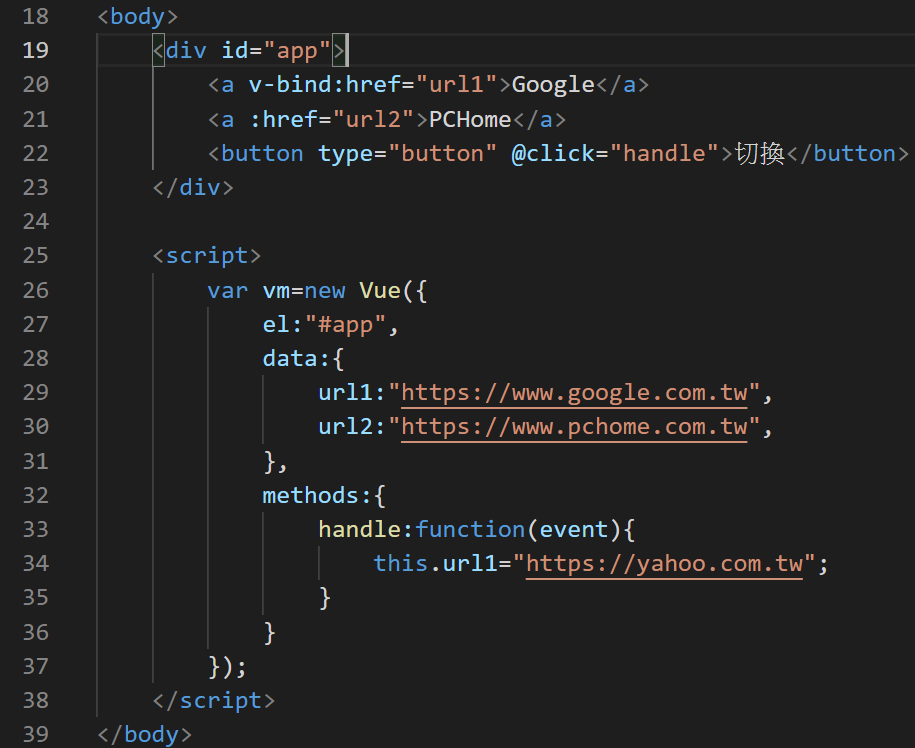 18 <body>
19     <div id="app">
20         <a v-bind:href="url1">Google</a>
21         <a :href="url2">PCHome</a>
22         <button type="button" @click="handle">切換</button>
23     </div>
24
25     <script>
26         var vm=new Vue({
27             el:"#app",
28             data:{
29                 url1:"https://www.google.com.tw",
30                 url2:"https://www.pchome.com.tw",
31             },
32             methods:{
33                 handle:function(event){
34                     this.url1="https://yahoo.com.tw";
35                 }
36             }
37         });
38     </script>
39 </body>